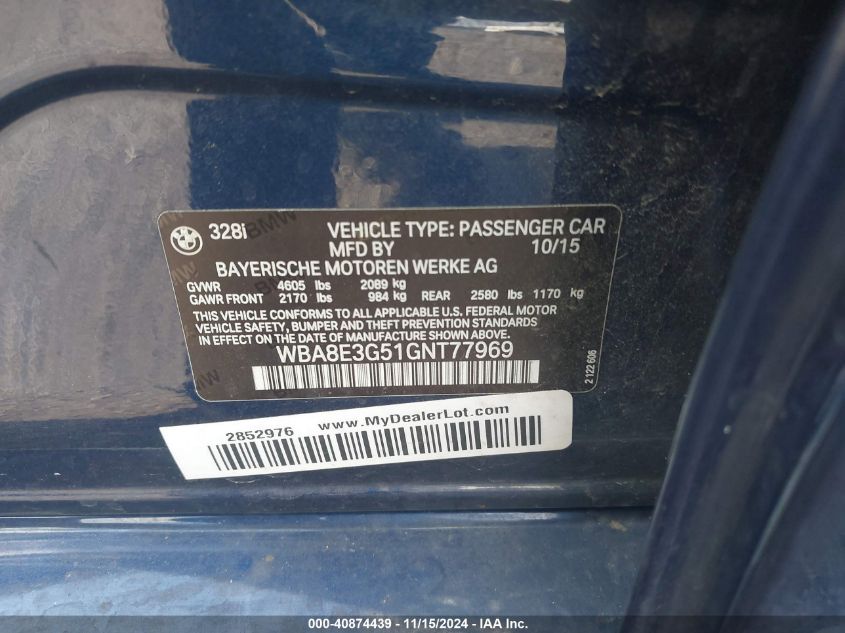 BMW 328i VEHICLE TYPE: PASSENGER CAR
MFD BY 10/15
BAYERISCHE MOTOREN WERKE AG
GVWR 4605 lbs 2089 kg
GAWR FRONT 2170 lbs 984 kg REAR 2580 lbs 1170 kg
THIS VEHICLE CONFORMS TO ALL APPLICABLE U.S. FEDERAL MOTOR
VEHICLE SAFETY, BUMPER AND THEFT PREVENTION STANDARDS
IN EFFECT ON THE DATE OF MANUFACTURE SHOWN ABOVE.
WBA8E3G51GNT77969
2 122 606
2852976 www.MyDealerLot.com
000-40874439 - 11/15/2024 - IAA Inc.